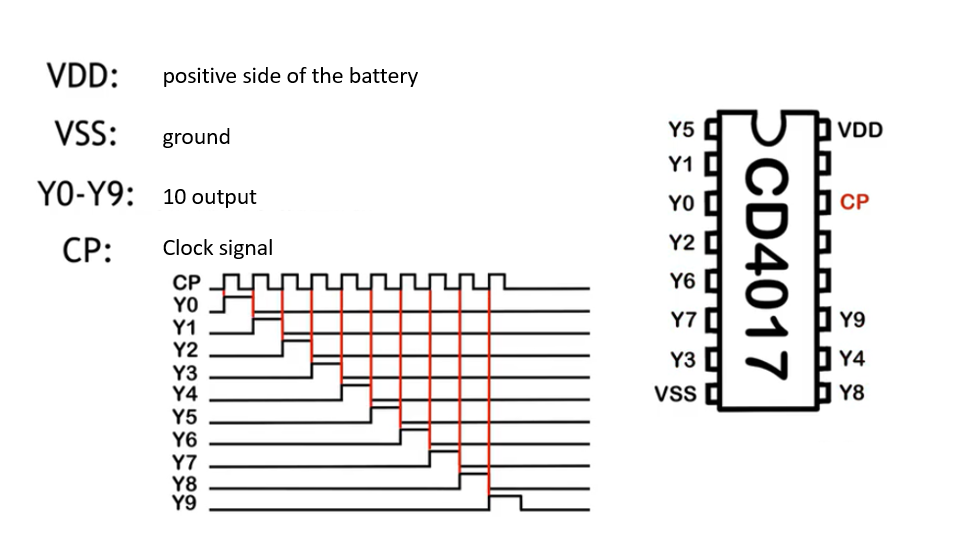 VDD: positive side of the battery
VSS: ground
Y0-Y9: 10 output
CP: Clock signal
CP
Y0
Y1
Y2
Y3
Y4
Y5
Y6
Y7
Y8
Y9
Y5
Y1
Y0
Y2
Y6
Y7
Y3
VSS
CD4017
VDD
CP
Y9
Y4
Y8